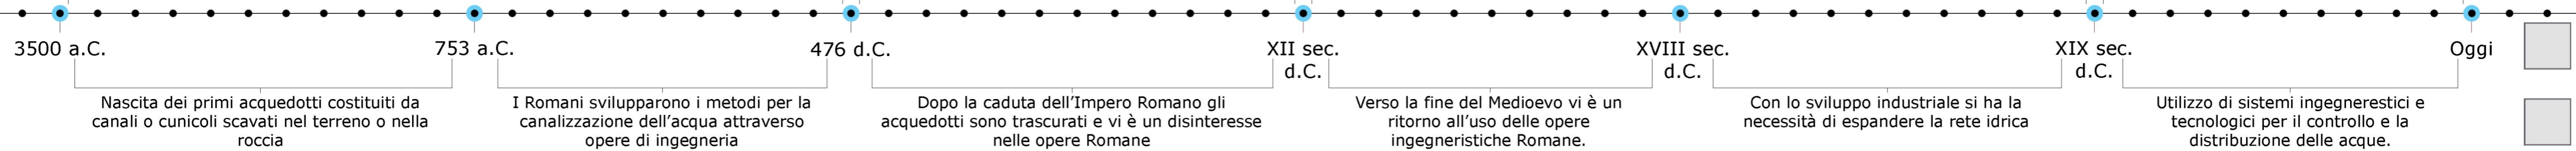 3500 a.C.
753 a.C.
476 d.C.
XII sec.
d.C.
XVIII sec.
d.C.
XIX sec.
d.C.
Oggi
Nascita dei primi acquedotti costituiti da
canali o cunicoli scavati nel terreno o nella
roccia
I Romani svilupparono i metodi per la
canalizzazione dell'acqua attraverso
opere di ingegneria
Dopo la caduta dell'Impero Romano gli
acquedotti sono trascurati e vi è un disinteresse
nelle opere Romane
Verso la fine del Medioevo vi è un
ritorno all'uso delle opere
ingegneristiche Romane.
Con lo sviluppo industriale si ha la
necessità di espandere la rete idrica
Utilizzo di sistemi ingegnerestici e
tecnologici per il controllo e la
distribuzione delle acque.